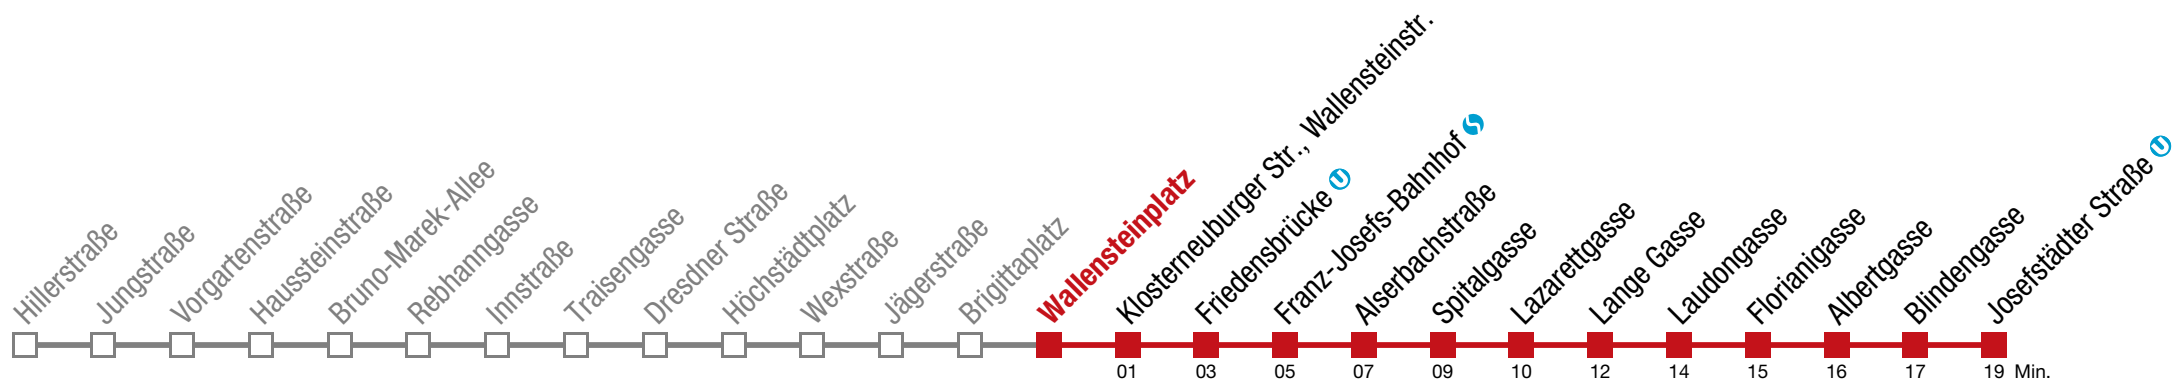 Hillerstraße
Jungstraße
Vorgartenstraße
Haussteinstraße
Bruno-Marek-Allee
Rebhanngasse
Innstraße
Traisengasse
Dresdner Straße
Höchstädtplatz
Wexstraße
Jägerstraße
Brigittaplatz
Wallensteinplatz
Klosterneuburger Str., Wallensteinstr.
Friedensbrücke U
Franz-Josefs-Bahnhof S
Alserbachstraße
Spitalgasse
Lazarettgasse
Lange Gasse
Laudongasse
Florianigasse
Albertgasse
Blindengasse
Josefstädter Straße U
01 03 05 07 09 10 12 14 15 16 17 19 Min.